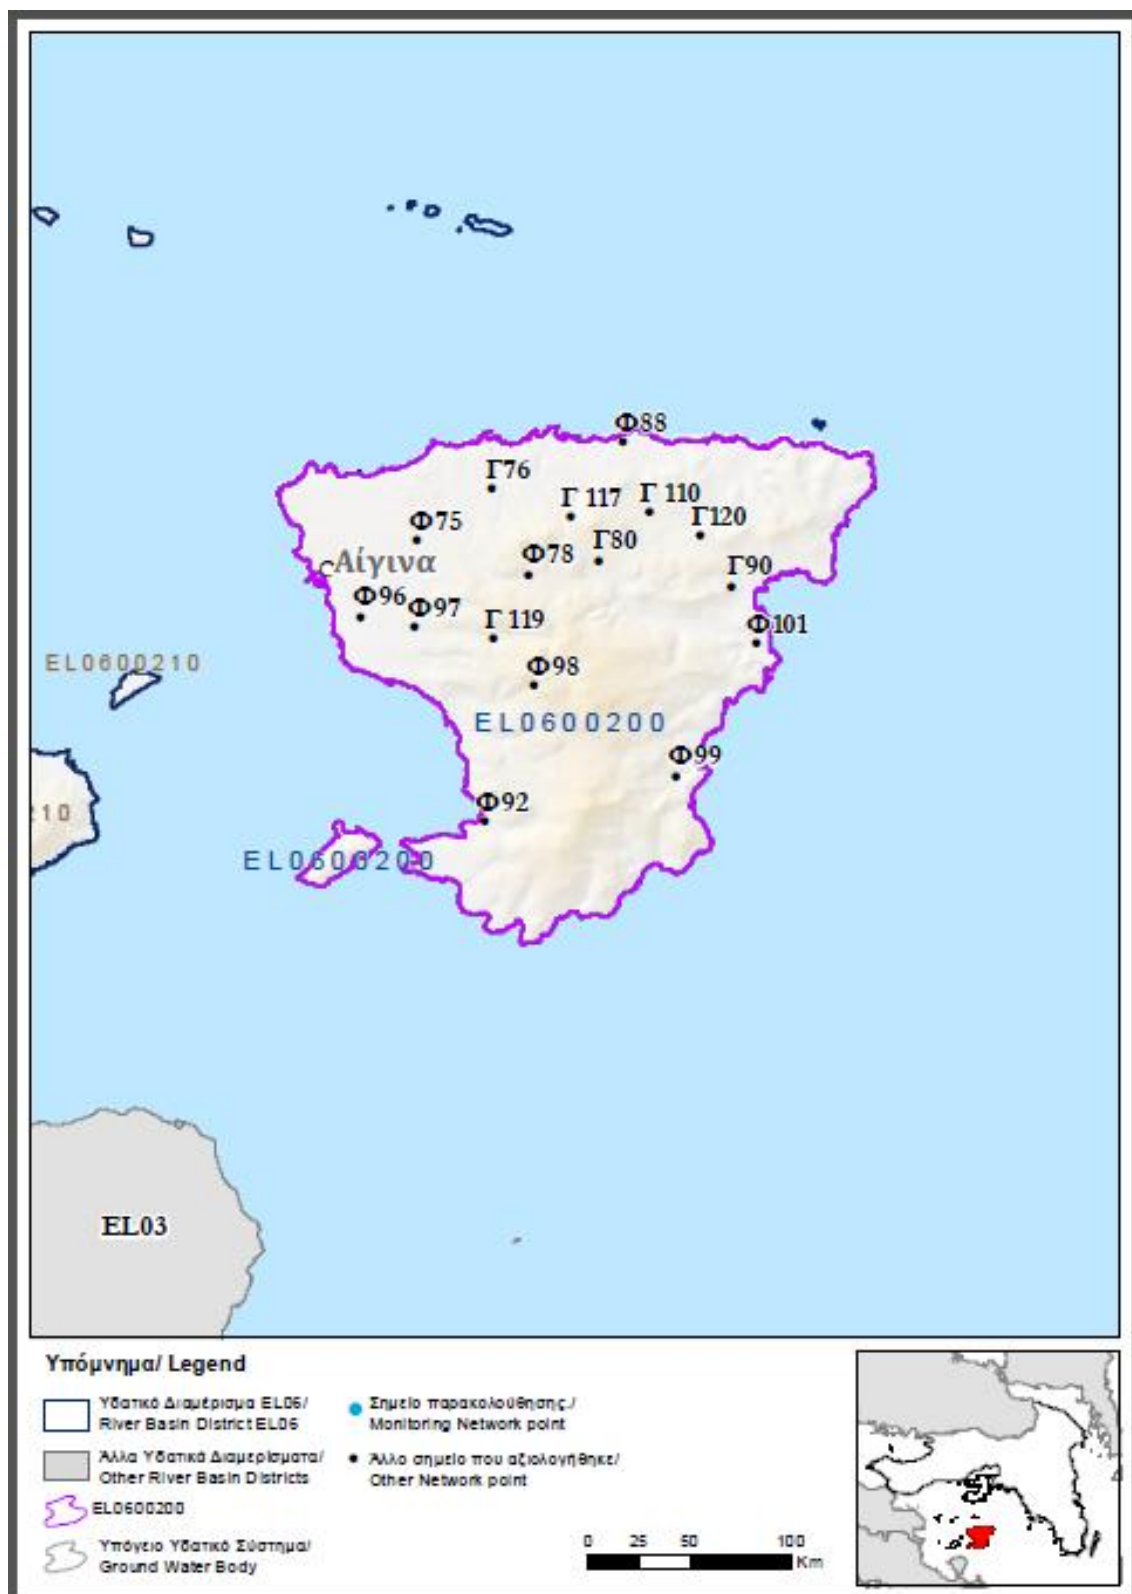 Φ88
Γ76
Γ 117
Γ 110
Φ75
Γ120
Φ78
Γ80
Αίγινα
Γ90
Φ96
Φ97
Γ 119
Φ101
EL0600210
Φ98
EL0600200
Φ99
Φ92
210
EL0600200
EL03
Υπόμνημα/ Legend
Υδατικό Διαμέρισμα EL06/
River Basin District EL06
Άλλα Υδατικά Διαμερίσματα/
Other River Basin Districts
EL0600200
Υπόγειο Υδατικό Σύστημα/
Ground Water Body
Σημείο παρακολούθησης./
Monitoring Network point
Άλλο σημείο που αξιολογήθηκε/
Other Network point
0 25 50 100
Km